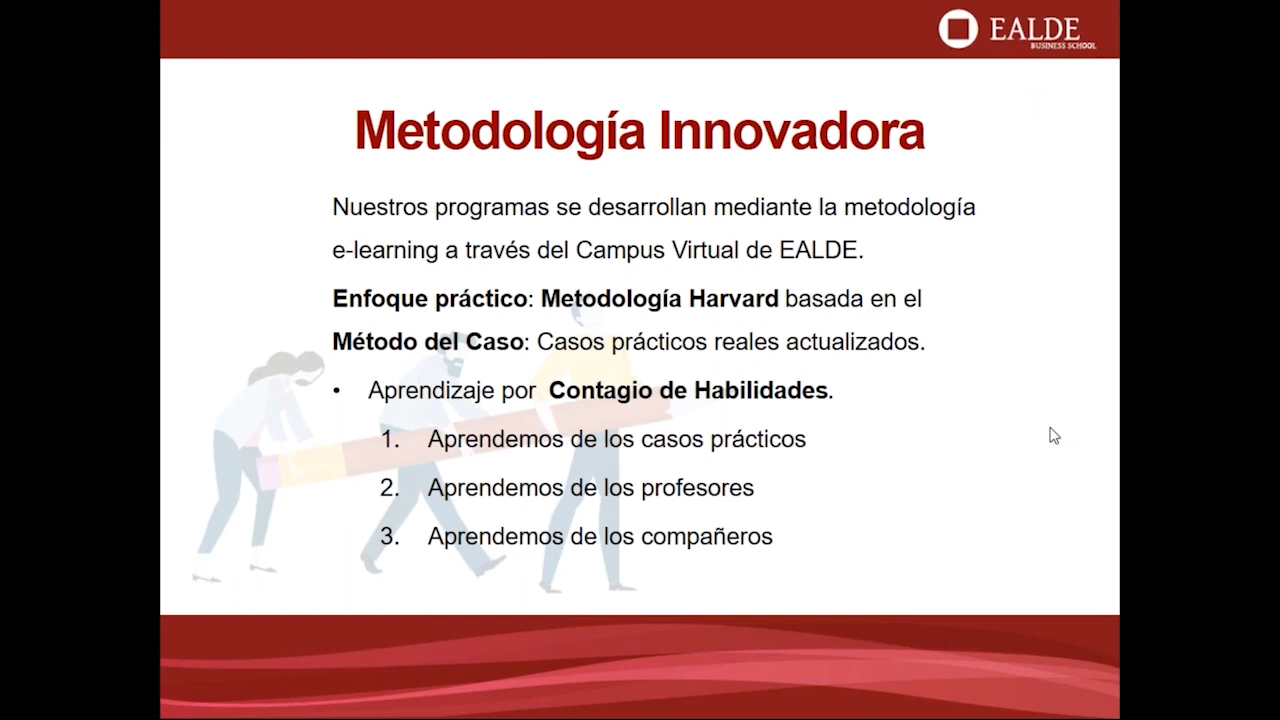 EALDE
BUSINESS SCHOOL
Metodología Innovadora
Nuestros programas se desarrollan mediante la metodología
e-learning a través del Campus Virtual de EALDE.
Enfoque práctico: Metodología Harvard basada en el
Método del Caso: Casos prácticos reales actualizados.
• Aprendizaje por Contagio de Habilidades.
1. Aprendemos de los casos prácticos
2. Aprendemos de los profesores
3. Aprendemos de los compañeros